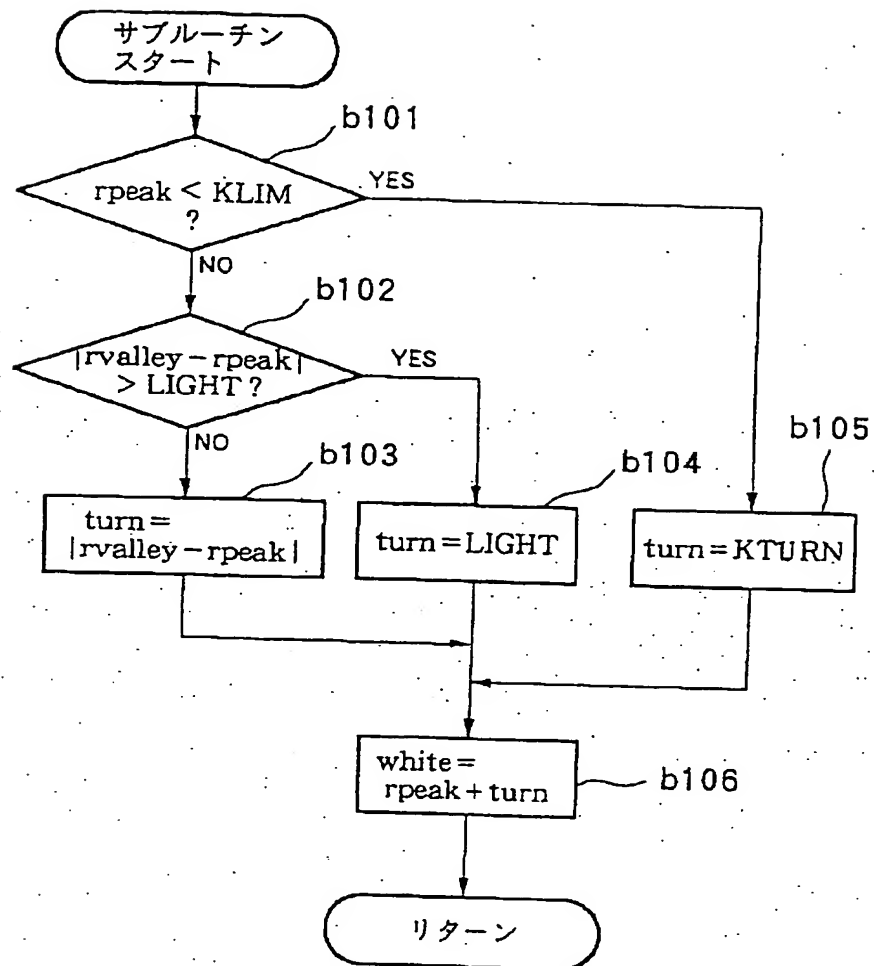 サブルーチン
スタート
b101
rpeak < KLIM
?
YES
NO
b102
|rvalley−rpeak|
> LIGHT?
YES
NO
b103
turn=
|rvalley−rpeak|
b104
turn=LIGHT
b105
turn=KTURN
white=
rpeak+turn
b106
リターン